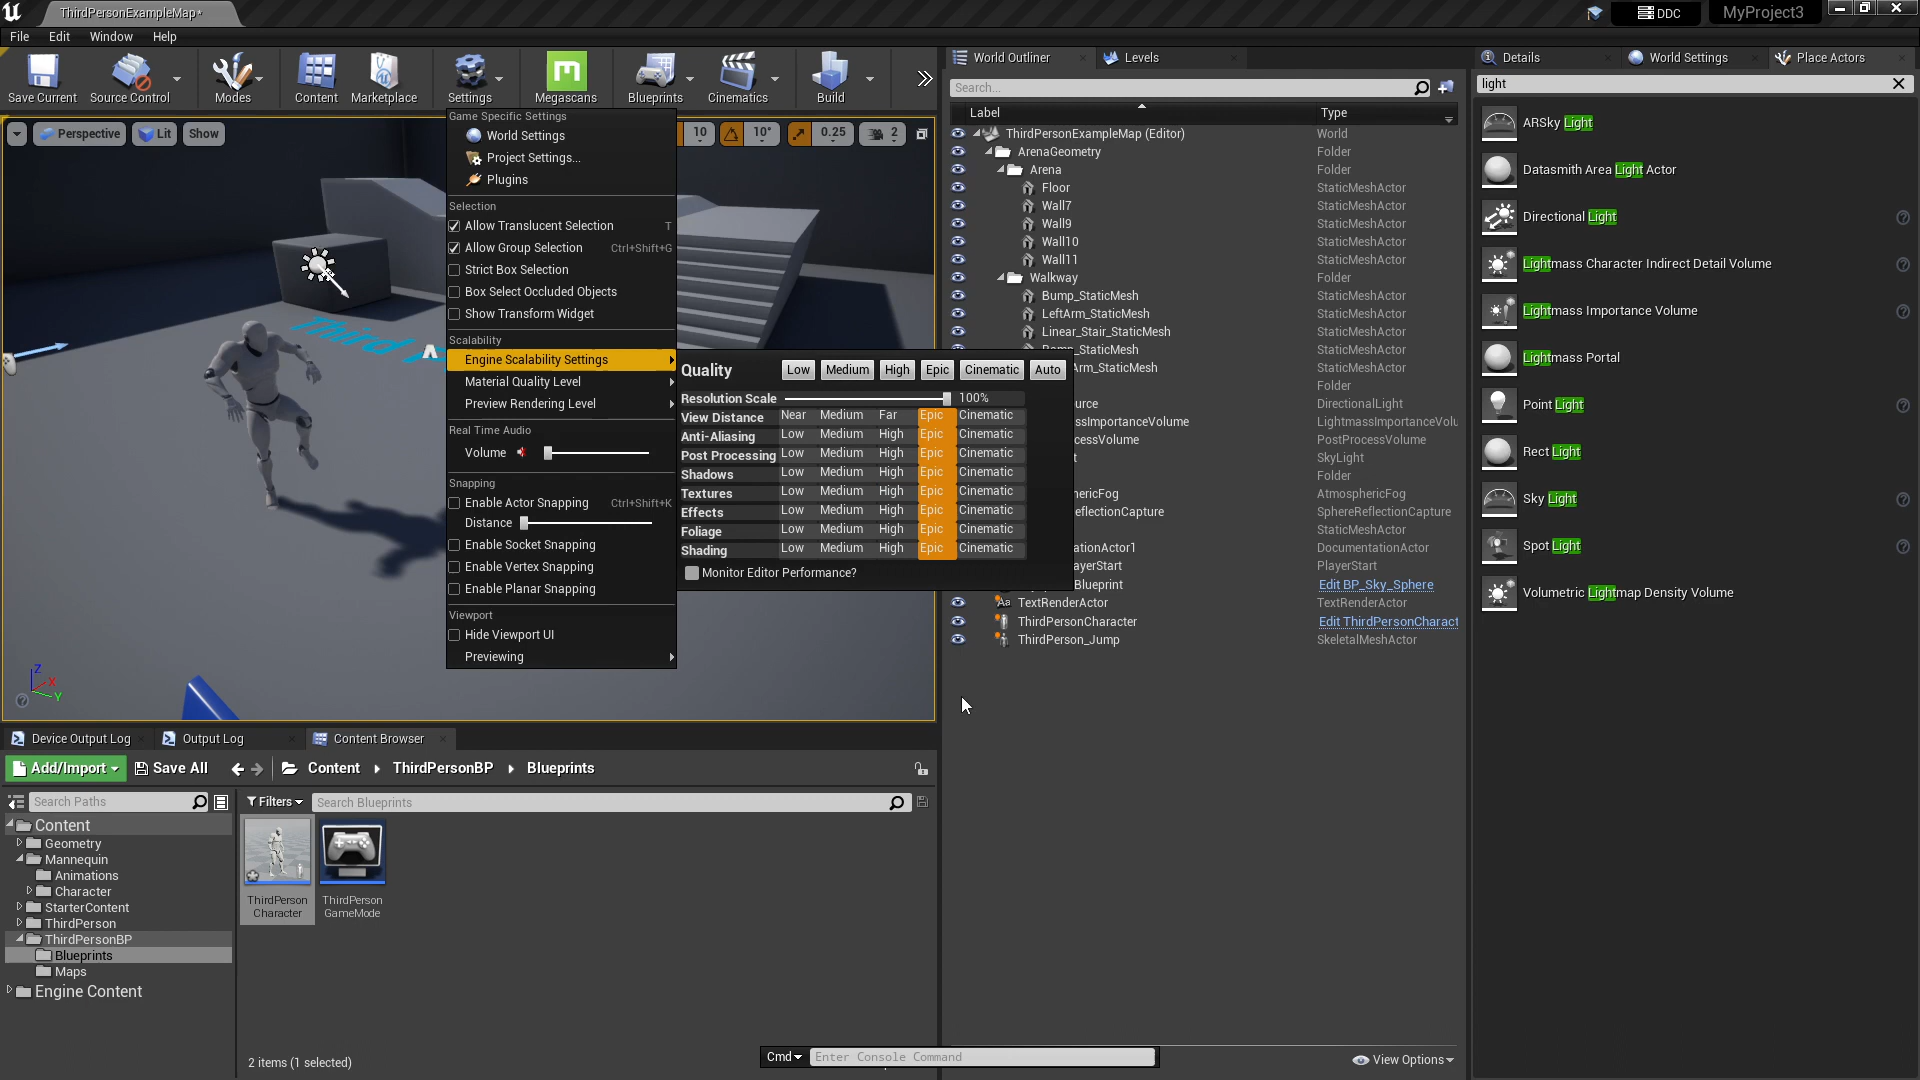 ThirdPersonExampleMap*
DDC
MyProject3
File
Edit
Window
Help
Save Current
Source Control
Modes
Content
Marketplace
Settings
Megascans
Blueprints
Cinematics
Build
Perspective
Lit
Show
10
10°
0.25
2
Game Specific Settings
World Settings
Project Settings...
Plugins
Selection
Allow Translucent Selection T
Allow Group Selection Ctrl+Shift+G
Strict Box Selection
Box Select Occluded Objects
Show Transform Widget
Scalability
Engine Scalability Settings
Material Quality Level
Preview Rendering Level
Real Time Audio
Volume
Snapping
Enable Actor Snapping Ctrl+Shift+K
Distance
Enable Socket Snapping
Enable Vertex Snapping
Enable Planar Snapping
Viewport
Hide Viewport UI
Previewing
Quality Low Medium High Epic Cinematic Auto
Resolution Scale 100%
View Distance Near Medium Far Epic Cinematic
Anti-Aliasing Low Medium High Epic Cinematic
Post Processing Low Medium High Epic Cinematic
Shadows Low Medium High Epic Cinematic
Textures Low Medium High Epic Cinematic
Effects Low Medium High Epic Cinematic
Foliage Low Medium High Epic Cinematic
Shading Low Medium High Epic Cinematic
Monitor Editor Performance?
Third
Z
X
Y
World Outliner
Levels
Search...
Label Type
ThirdPersonExampleMap (Editor) World
ArenaGeometry Folder
Arena Folder
Floor StaticMeshActor
Wall7 StaticMeshActor
Wall9 StaticMeshActor
Wall10 StaticMeshActor
Wall11 StaticMeshActor
Walkway Folder
Bump_StaticMesh StaticMeshActor
LeftArm_StaticMesh StaticMeshActor
Linear_Stair_StaticMesh StaticMeshActor
Ramp_StaticMesh StaticMeshActor
Arm_StaticMesh StaticMeshActor
Folder
ource DirectionalLight
assImportanceVolume LightmassImportanceVolu
cessVolume PostProcessVolume
t SkyLight
Folder
hericFog AtmosphericFog
eflectionCapture SphereReflectionCapture
StaticMeshActor
ationActor1 DocumentationActor
yerStart PlayerStart
Blueprint Edit BP_Sky_Sphere
TextRenderActor TextRenderActor
ThirdPersonCharacter Edit ThirdPersonCharact
ThirdPerson_Jump SkeletalMeshActor
View Options
Details
World Settings
Place Actors
light
ARSky Light
Datasmith Area Light Actor
Directional Light
Lightmass Character Indirect Detail Volume
Lightmass Importance Volume
Lightmass Portal
Point Light
Rect Light
Sky Light
Spot Light
Volumetric Lightmap Density Volume
Device Output Log
Output Log
Content Browser
Add/Import
Save All
Content
ThirdPersonBP
Blueprints
Search Paths
Filters
Search Blueprints
Content
Geometry
Mannequin
Animations
Character
StarterContent
ThirdPerson
ThirdPersonBP
Blueprints
Maps
Engine Content
ThirdPerson
Character
ThirdPerson
GameMode
2 items (1 selected)
Cmd
Enter Console Command